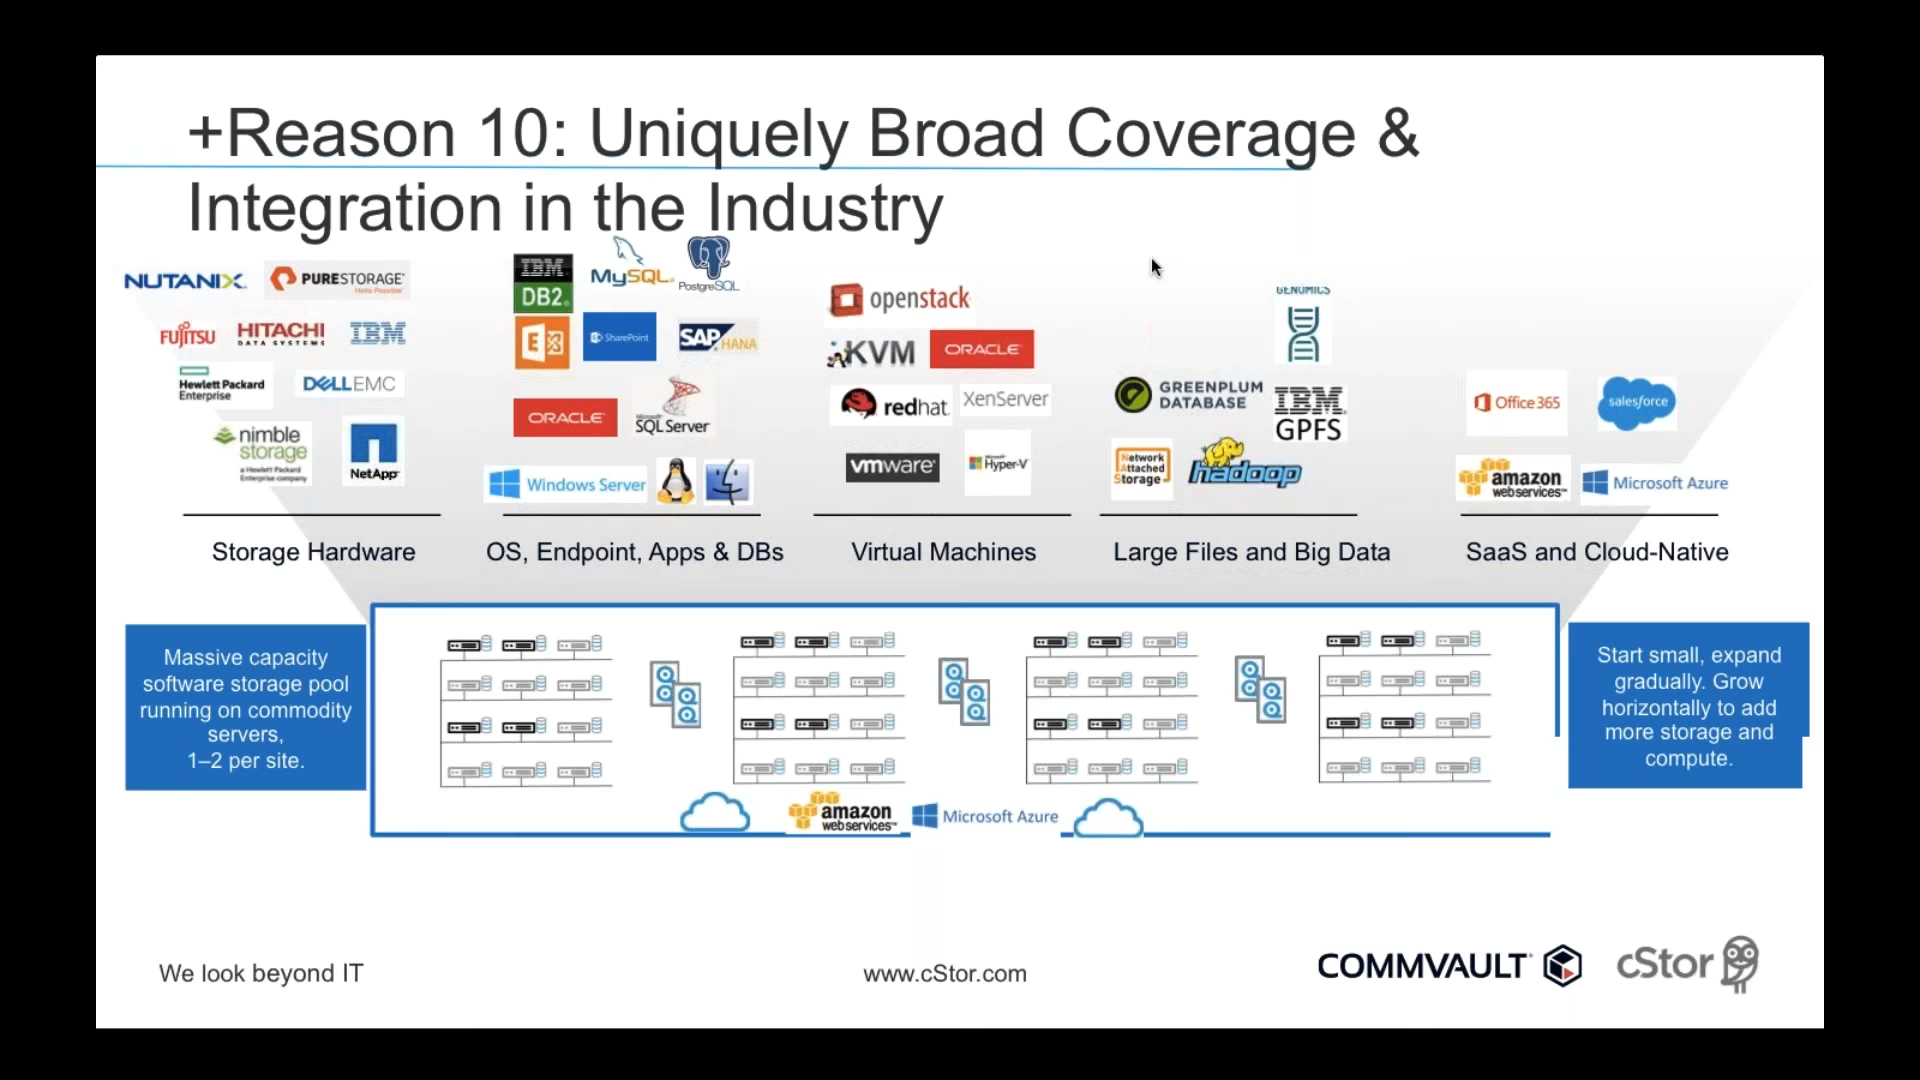 +Reason 10: Uniquely Broad Coverage &
Integration in the Industry
NUTANIX
PURESTORAGE
FUJITSU
HITACHI
DATA SYSTEMS
IBM
Hewlett Packard
Enterprise
DELLEMC
nimble
storage
a Hewlett Packard
Enterprise company
NetApp
Storage Hardware
IBM
DB2
MySQL
PostgreSQL
SharePoint
SAP HANA
ORACLE
Microsoft
SQL Server
Windows Server
OS, Endpoint, Apps & DBs
openstack
KVM
ORACLE
redhat
XenServer
vmware
Hyper-V
Virtual Machines
GENOMICS
GREENPLUM
DATABASE
IBM
GPFS
Network
Attached
Storage
hadoop
Large Files and Big Data
Office 365
salesforce
amazon
webservices™
Microsoft Azure
SaaS and Cloud-Native
Massive capacity
software storage pool
running on commodity
servers,
1–2 per site.
amazon
webservices™
Microsoft Azure
Start small, expand
gradually. Grow
horizontally to add
more storage and
compute.
We look beyond IT
www.cStor.com
COMMVAULT
cStor